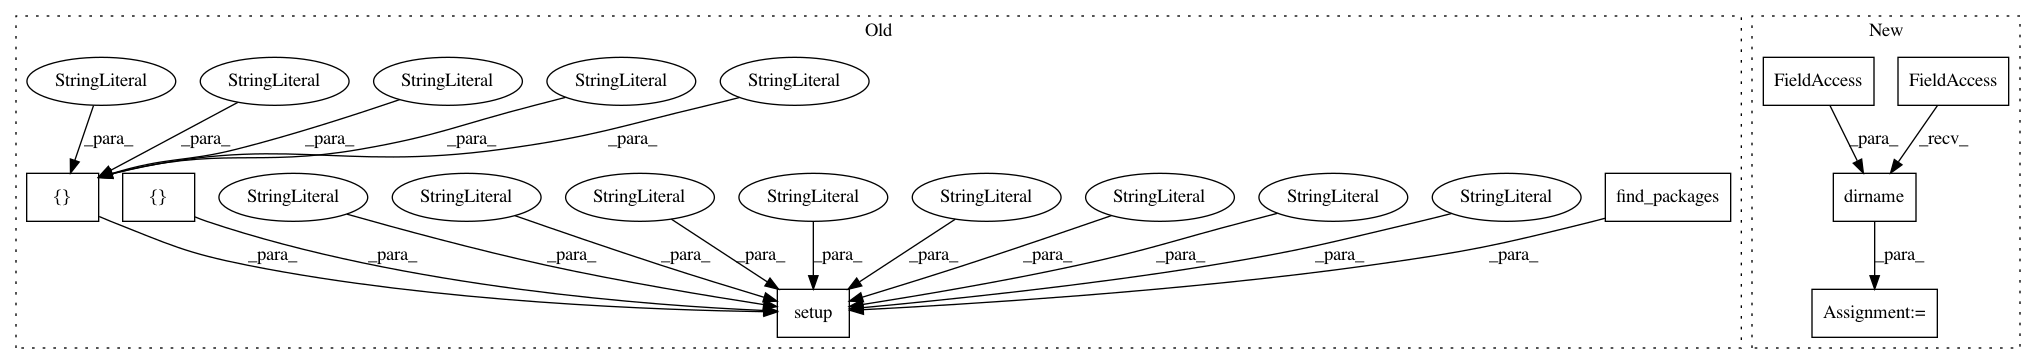 Old
New
StringLiteral StringLiteral StringLiteral StringLiteral StringLiteral FieldAccess FieldAccess
_para_ _para_ _para_ _para_ _para_ _para_ _recv_
{} {} StringLiteral StringLiteral StringLiteral StringLiteral StringLiteral StringLiteral StringLiteral StringLiteral find_packages dirname
_para_ _para_ _para_ _para_ _para_ _para_ _para_ _para_ _para_ _para_ _para_
setup Assignment:=